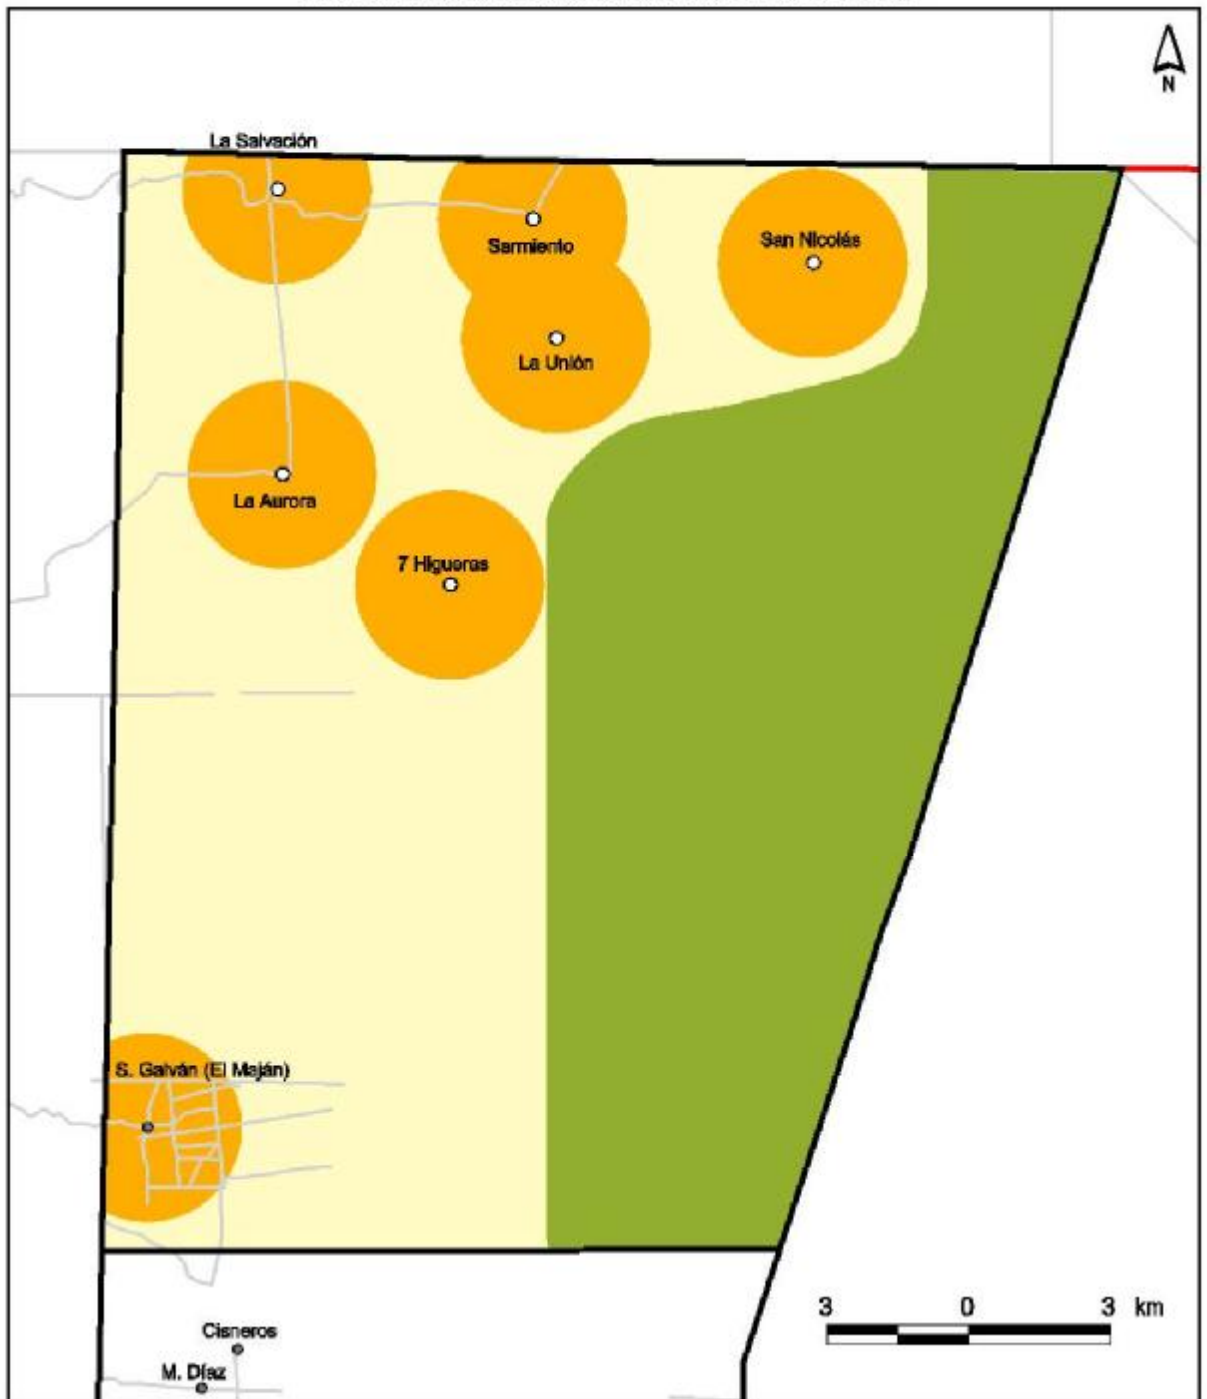 N
La Salvación
Sarmiento
San Nicolás
La Unión
La Aurora
7 Higueras
S. Galván (El Maján)
3 0 3 km
Cisneros
M. Díaz